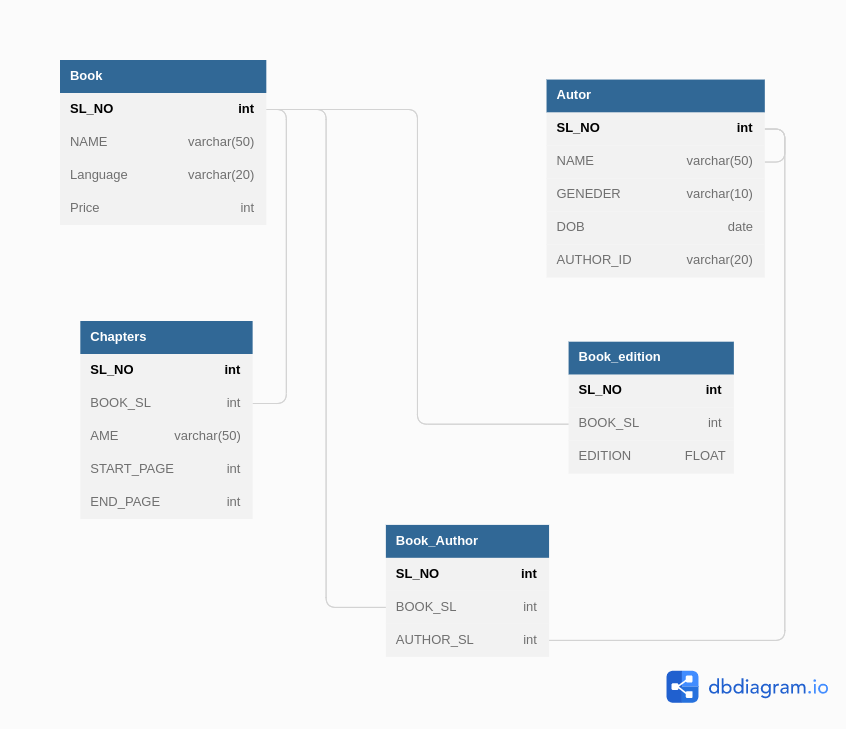 Book
SL_NO int
NAME varchar(50)
Language varchar(20)
Price int
Autor
SL_NO int
NAME varchar(50)
GENEDER varchar(10)
DOB date
AUTHOR_ID varchar(20)
Chapters
SL_NO int
BOOK_SL int
AME varchar(50)
START_PAGE int
END_PAGE int
Book_edition
SL_NO int
BOOK_SL int
EDITION FLOAT
Book_Author
SL_NO int
BOOK_SL int
AUTHOR_SL int
dbdiagram.io